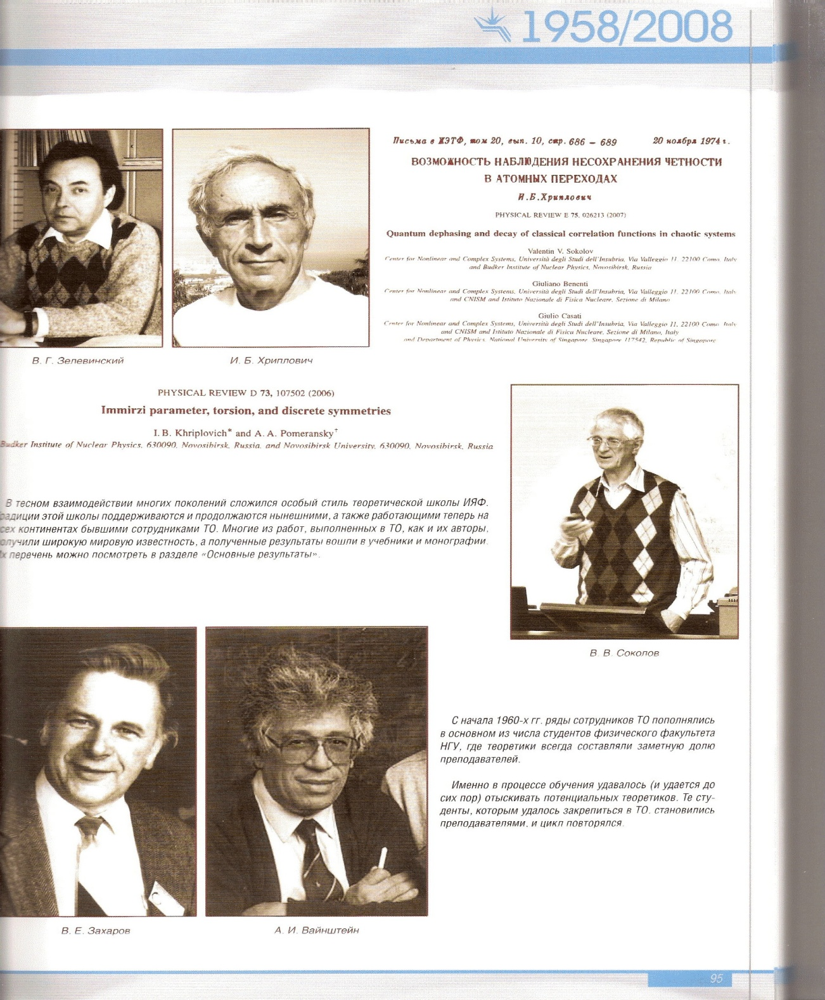 1958/2008
Письма в ЖЭТФ, том 20, вып. 10, стр. 686 – 689 20 ноября 1974 г.
ВОЗМОЖНОСТЬ НАБЛЮДЕНИЯ НЕСОХРАНЕНИЯ ЧЕТНОСТИ
В АТОМНЫХ ПЕРЕХОДАХ
И.Б.Хриплович
PHYSICAL REVIEW E 75, 026213 (2007)
Quantum dephasing and decay of classical correlation functions in chaotic systems
Valentin V. Sokolov
Center for Nonlinear and Complex Systems, Università degli Studi dell'Insubria, Via Valleggio 11, 22100 Como, Italy
and Budker Institute of Nuclear Physics, Novosibirsk, Russia
Giuliano Benenti
Center for Nonlinear and Complex Systems, Università degli Studi dell'Insubria, Via Valleggio 11, 22100 Como, Italy
and CNISM and Istituto Nazionale di Fisica Nucleare, Sezione di Milano
Giulio Casati
Center for Nonlinear and Complex Systems, Università degli Studi dell'Insubria, Via Valleggio 11, 22100 Como, Italy
and CNISM and Istituto Nazionale di Fisica Nucleare, Sezione di Milano, Italy
and Department of Physics, National University of Singapore, Singapore 117542, Republic of Singapore
В. Г. Зелевинский
И. Б. Хриплович
PHYSICAL REVIEW D 73, 107502 (2006)
Immirzi parameter, torsion, and discrete symmetries
I. B. Khriplovich* and A. A. Pomeransky†
Budker Institute of Nuclear Physics, 630090, Novosibirsk, Russia, and Novosibirsk University, 630090, Novosibirsk, Russia
В тесном взаимодействии многих поколений сложился особый стиль теоретической школы ИЯФ.
радиции этой школы поддерживаются и продолжаются нынешними, а также работающими теперь на
сех континентах бывшими сотрудниками ТО. Многие из работ, выполненных в ТО, как и их авторы,
олучили широкую мировую известность, а полученные результаты вошли в учебники и монографии.
Их перечень можно посмотреть в разделе «Основные результаты».
В. В. Соколов
С начала 1960-х гг. ряды сотрудников ТО пополнялись
в основном из числа студентов физического факультета
НГУ, где теоретики всегда составляли заметную долю
преподавателей.
Именно в процессе обучения удавалось (и удается до
сих пор) отыскивать потенциальных теоретиков. Те сту-
денты, которым удалось закрепиться в ТО, становились
преподавателями, и цикл повторялся.
В. Е. Захаров
А. И. Вайнштейн
95